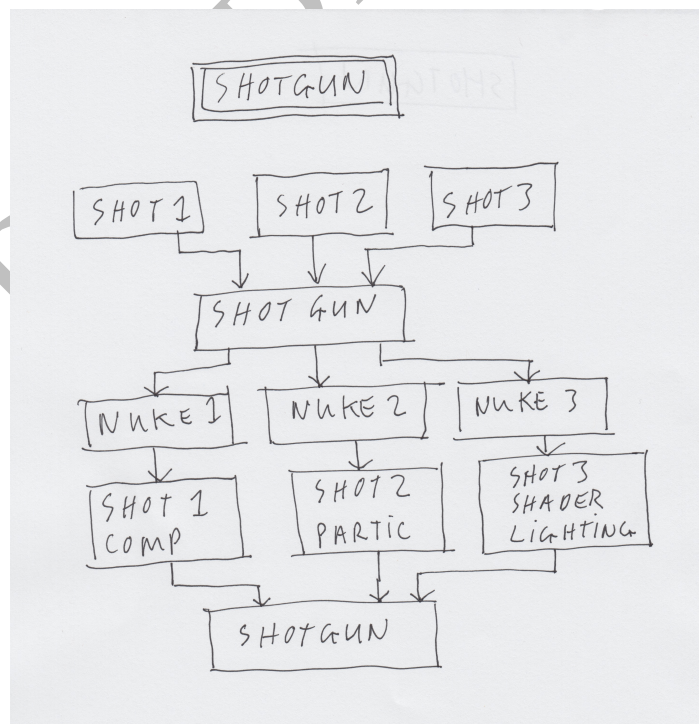 SHOTGUN
SHOT 1
SHOT 2
SHOT 3
SHOT GUN
NUKE 1
NUKE 2
NUKE 3
SHOT 1
COMP
SHOT 2
PARTIC
SHOT 3
SHADER
LIGHTING
SHOTGUN